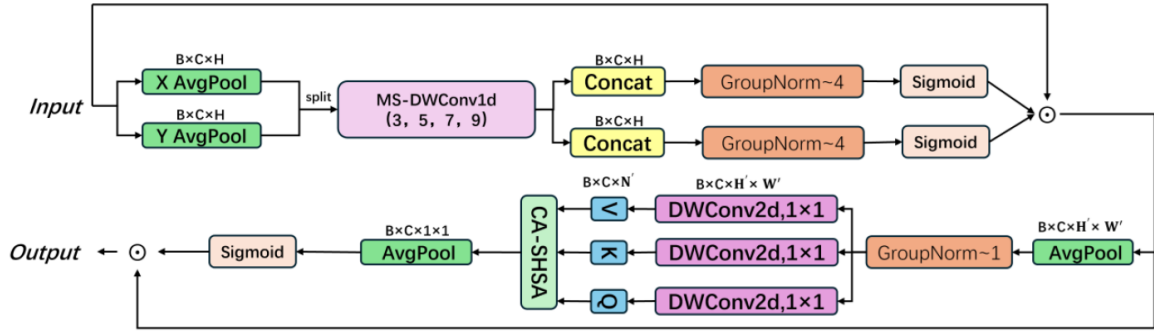 Input
B×C×H
X AvgPool
B×C×H
Y AvgPool
split
MS-DWConv1d
(3, 5, 7, 9)
B×C×H
Concat
GroupNorm~4
Sigmoid
B×C×H
Concat
GroupNorm~4
Sigmoid
B×C×H′×W′
AvgPool
GroupNorm~1
B×C×H′×W′
DWConv2d,1×1
DWConv2d,1×1
DWConv2d,1×1
B×C×N′
V
K
Q
CA-SHSA
B×C×1×1
AvgPool
Sigmoid
Output